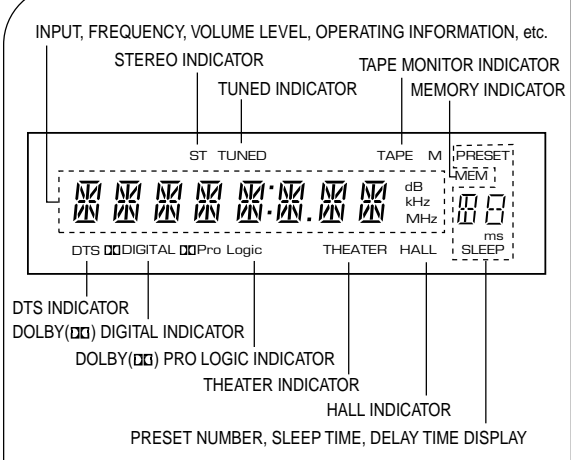 INPUT, FREQUENCY, VOLUME LEVEL, OPERATING INFORMATION, etc.
STEREO INDICATOR TAPE MONITOR INDICATOR
TUNED INDICATOR MEMORY INDICATOR
ST TUNED TAPE M PRESET
MEM
dB
kHz
MHz
ms
DTS DIGITAL Pro Logic THEATER HALL SLEEP
DTS INDICATOR
DOLBY( ) DIGITAL INDICATOR
DOLBY( ) PRO LOGIC INDICATOR
THEATER INDICATOR
HALL INDICATOR
PRESET NUMBER, SLEEP TIME, DELAY TIME DISPLAY